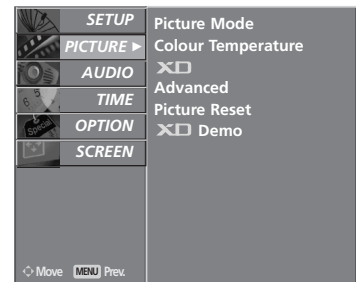 SETUP
PICTURE ►
AUDIO
TIME
OPTION
SCREEN
Move MENU Prev.
Picture Mode
Colour Temperature
XD
Advanced
Picture Reset
XD Demo